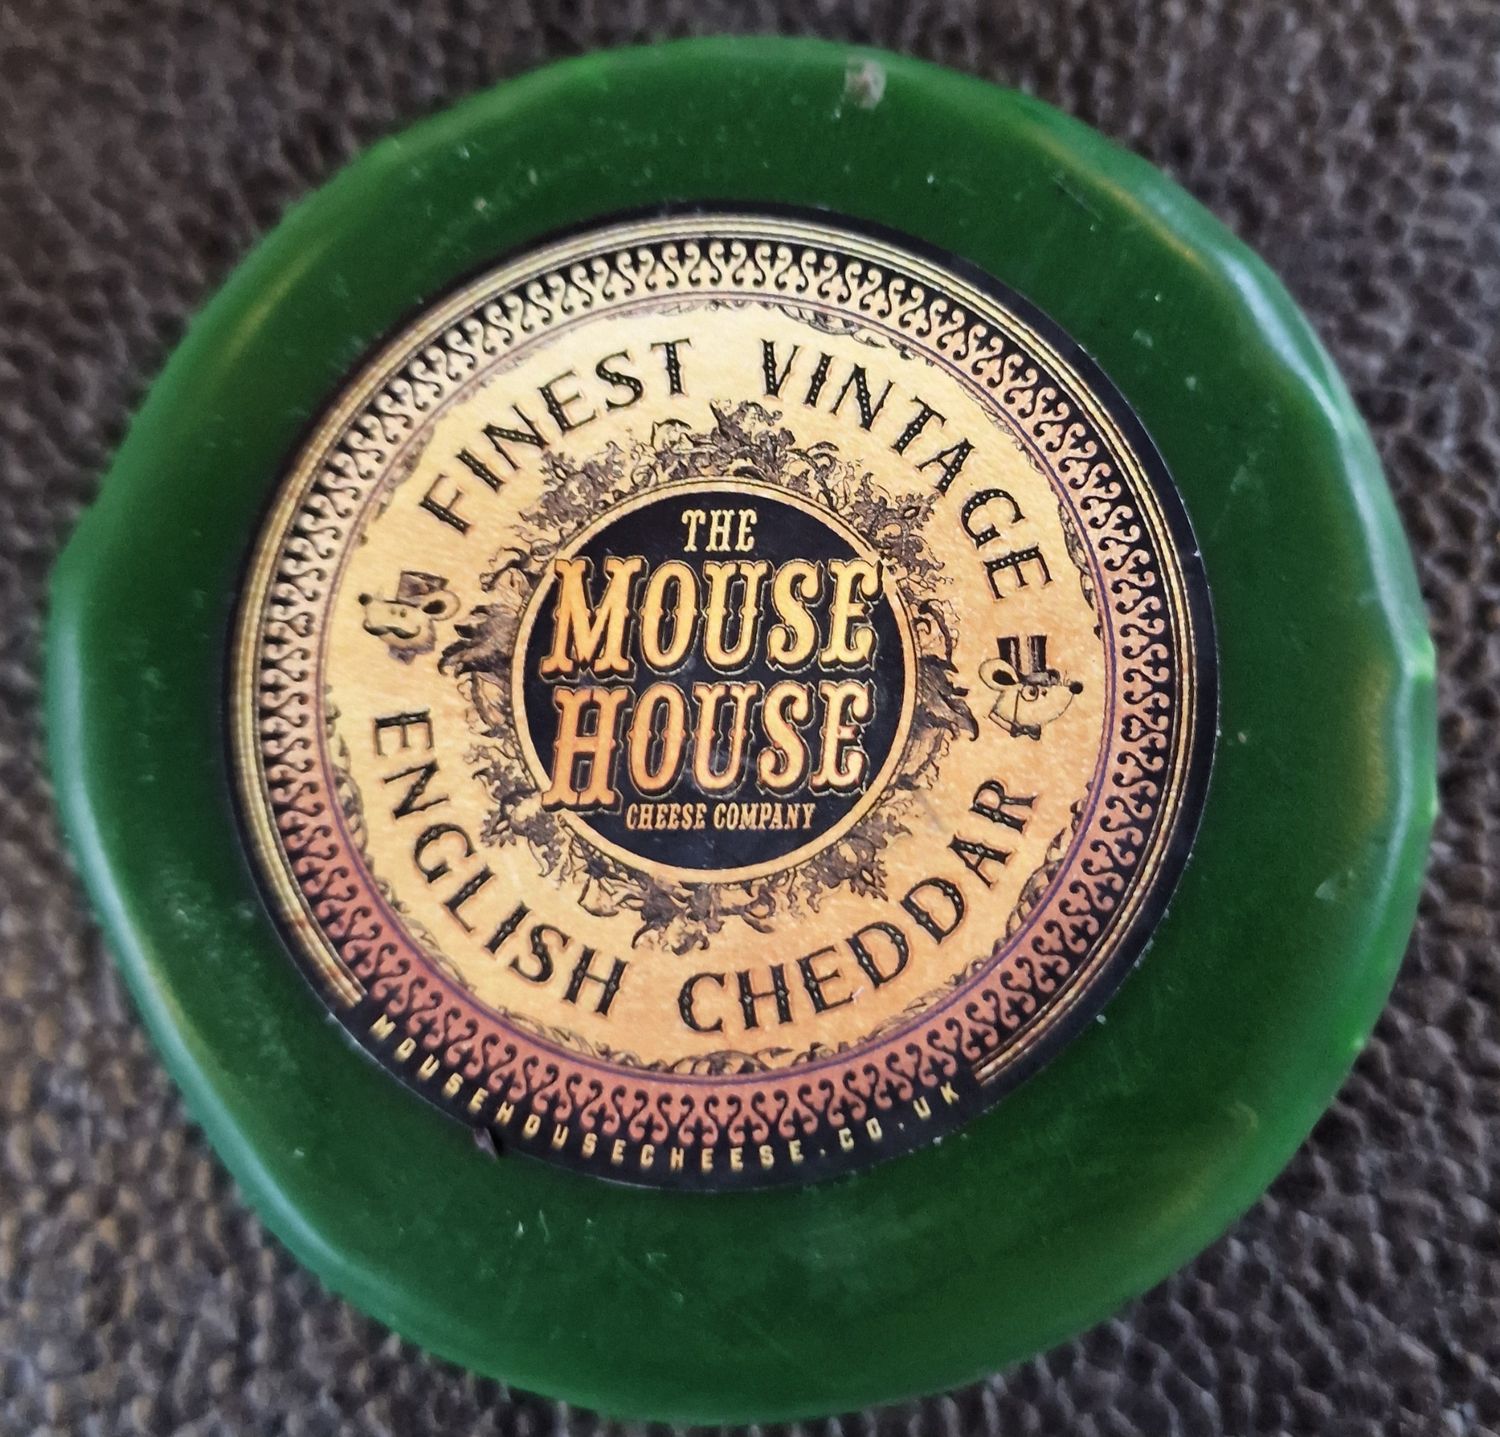 FINEST VINTAGE
THE
MOUSE
HOUSE
CHEESE COMPANY
ENGLISH CHEDDAR
MOUSEHOUSECHEESE.CO.UK